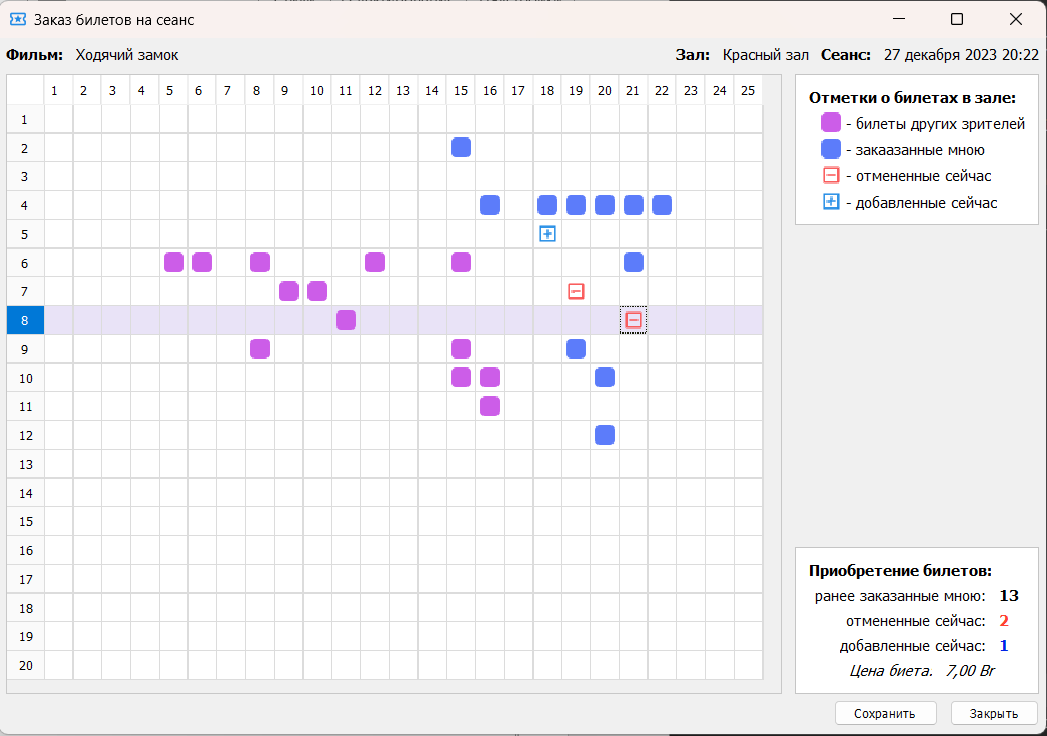 Заказ билетов на сеанс
Фильм: Ходячий замок
Зал: Красный зал Сеанс: 27 декабря 2023 20:22
1 2 3 4 5 6 7 8 9 10 11 12 13 14 15 16 17 18 19 20 21 22 23 24 25
1
2
3
4
5
6
7
8
9
10
11
12
13
14
15
16
17
18
19
20
Отметки о билетах в зале:
- билеты других зрителей
- закаазанные мною
- отмененные сейчас
- добавленные сейчас
Приобретение билетов:
ранее заказанные мною: 13
отмененные сейчас: 2
добавленные сейчас: 1
Цена биета. 7,00 Br
Сохранить Закрыть